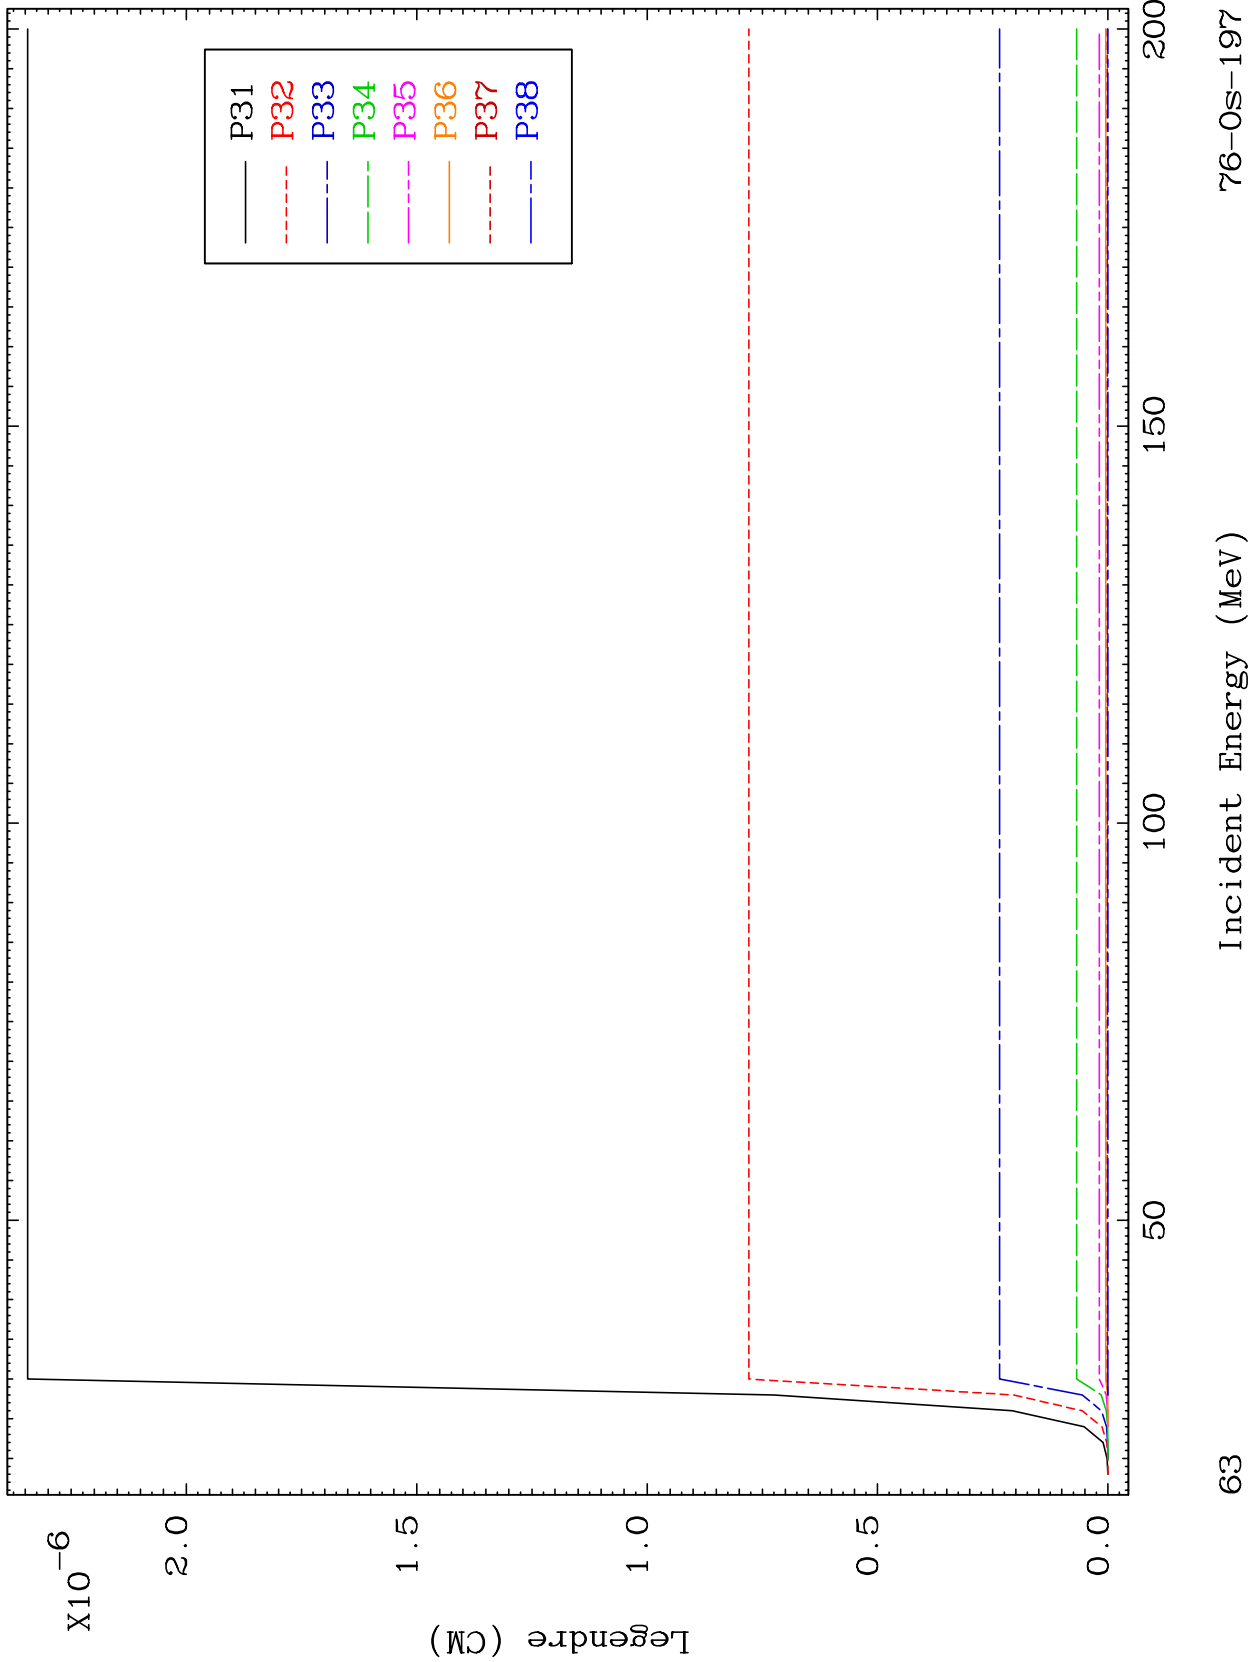 X10-6
2.0
1.5
1.0
0.5
0.0
Legendre (CM)
P31
P32
P33
P34
P35
P36
P37
P38
50
100
150
200
63
Incident Energy (MeV)
76-Os-197